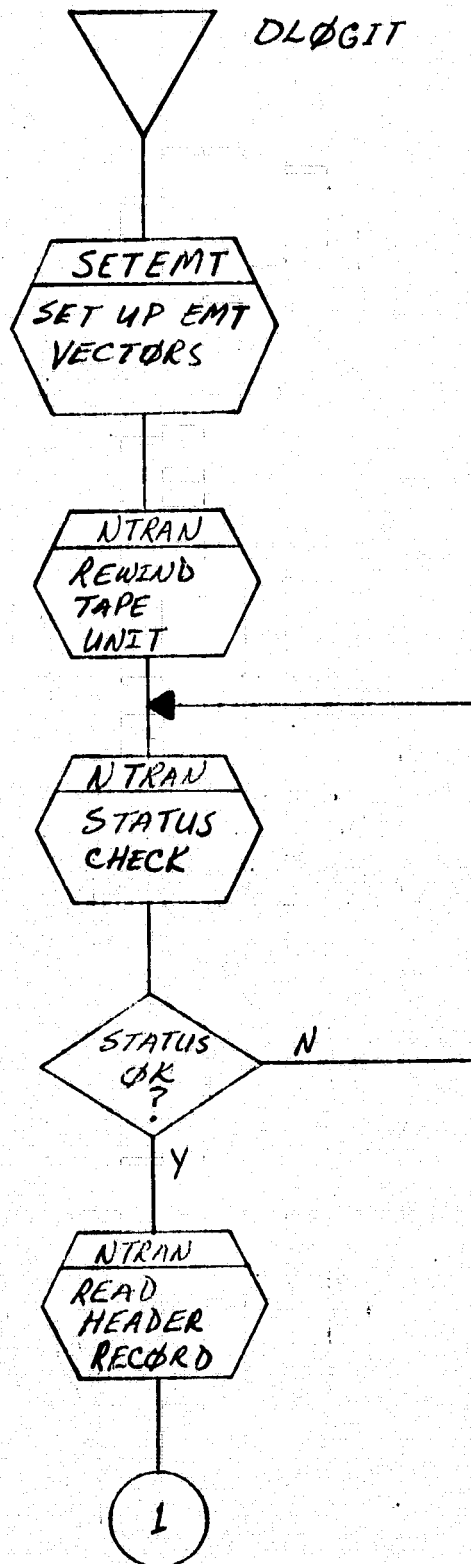 DLØGIT
SETEMT
SET UP EMT
VECTØRS
NTRAN
REWIND
TAPE
UNIT
NTRAN
STATUS
CHECK
STATUS
ØK
?
N
Y
NTRAN
READ
HEADER
RECØRD
1